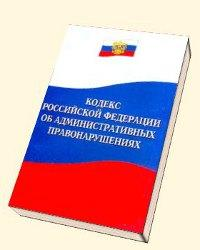 КОДЕКС
РОССИЙСКОЙ ФЕДЕРАЦИИ
ОБ АДМИНИСТРАТИВНЫХ
ПРАВОНАРУШЕНИЯХ